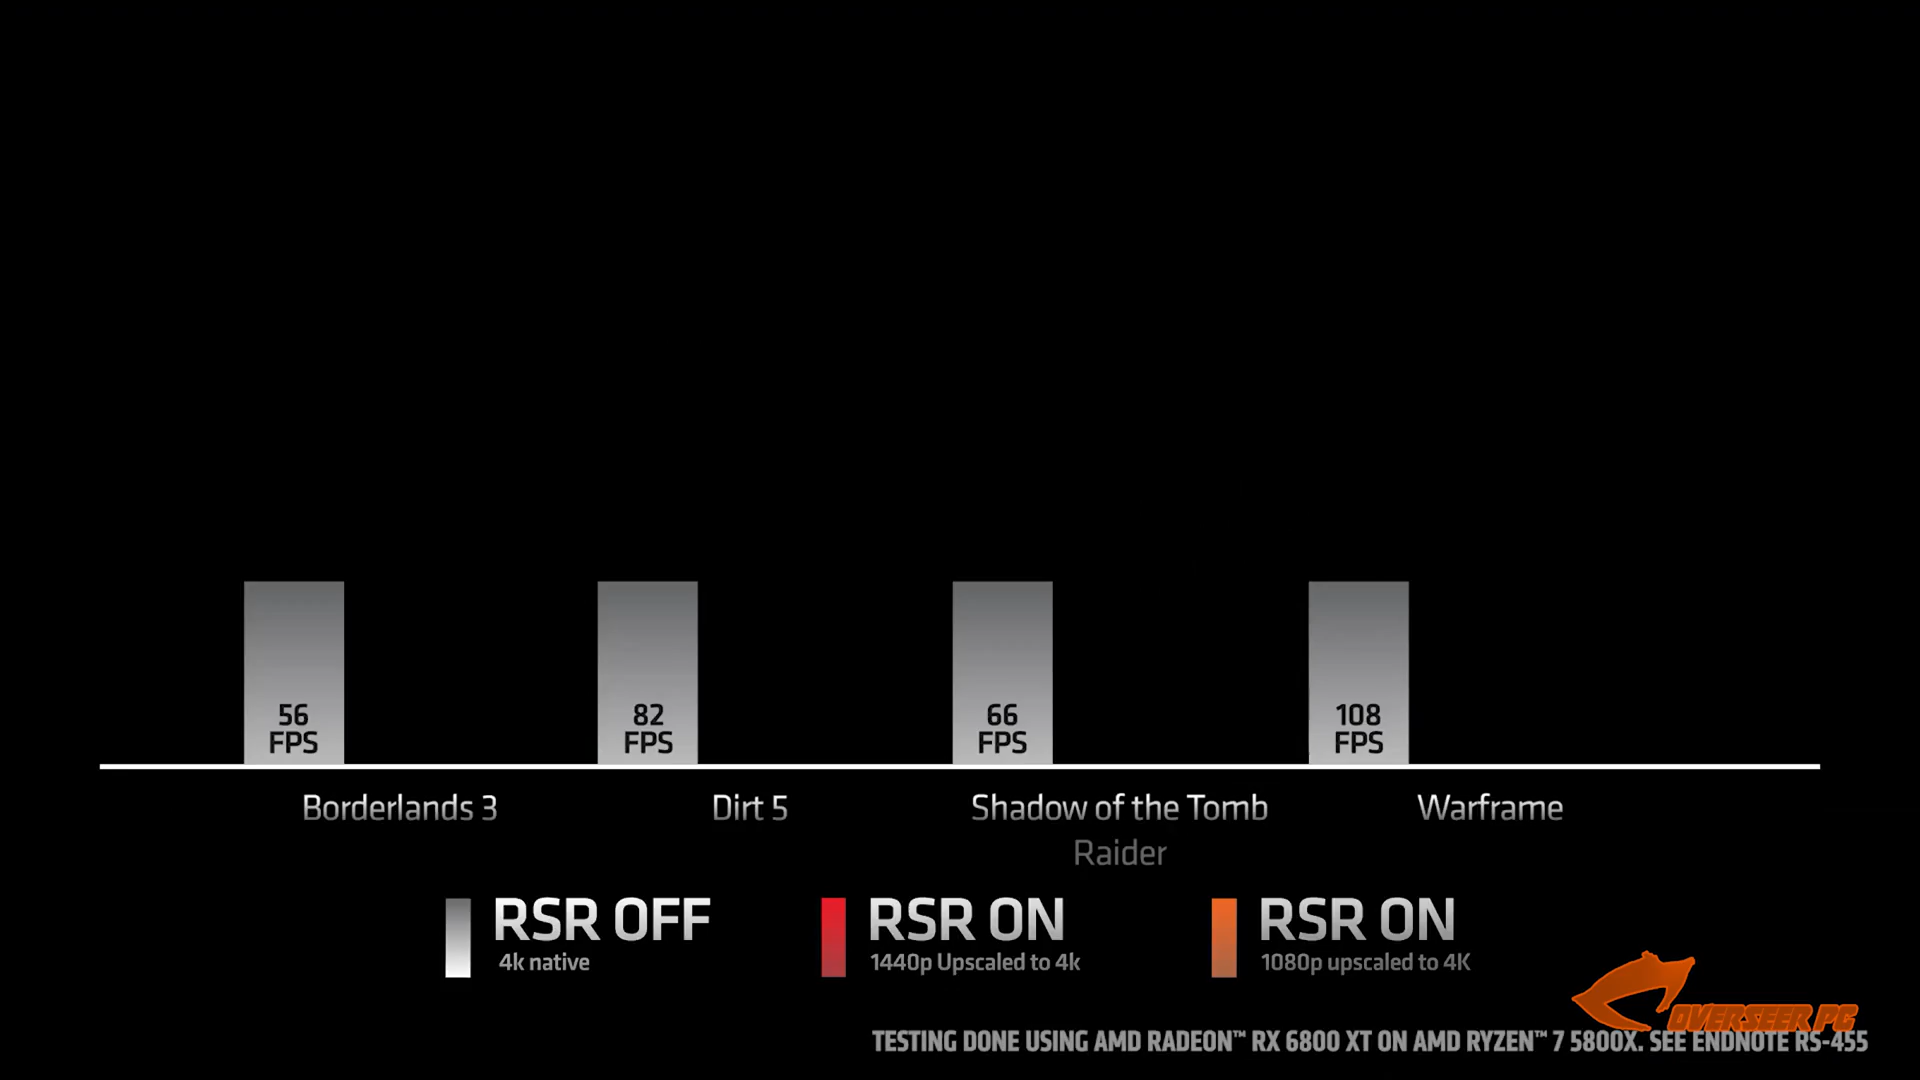 56
FPS
82
FPS
66
FPS
108
FPS
Borderlands 3
Dirt 5
Shadow of the Tomb
Raider
Warframe
RSR OFF
4k native
RSR ON
1440p Upscaled to 4k
RSR ON
1080p upscaled to 4K
OVERSEER PG
TESTING DONE USING AMD RADEON™ RX 6800 XT ON AMD RYZEN™ 7 5800X. SEE ENDNOTE RS-455